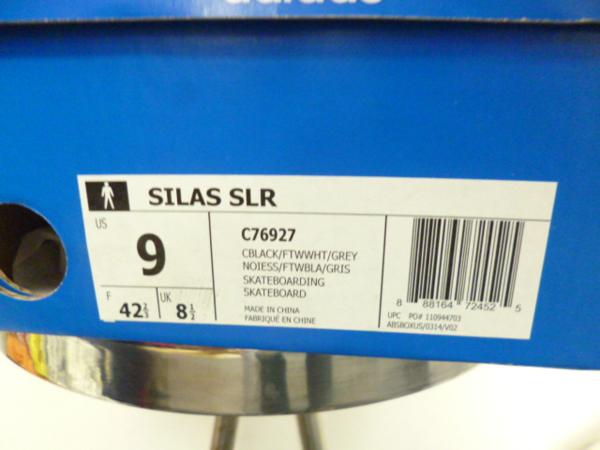 adidas
SILAS SLR
US
9
F
42⅔
UK
8½
C76927
CBLACK/FTWWHT/GREY
NOIESS/FTWBLA/GRIS
SKATEBOARDING
SKATEBOARD
MADE IN CHINA
FABRIQUÉ EN CHINE
8 88164 72452 5
UPC PO# 110944703
ABSBOXUS/0314/V02